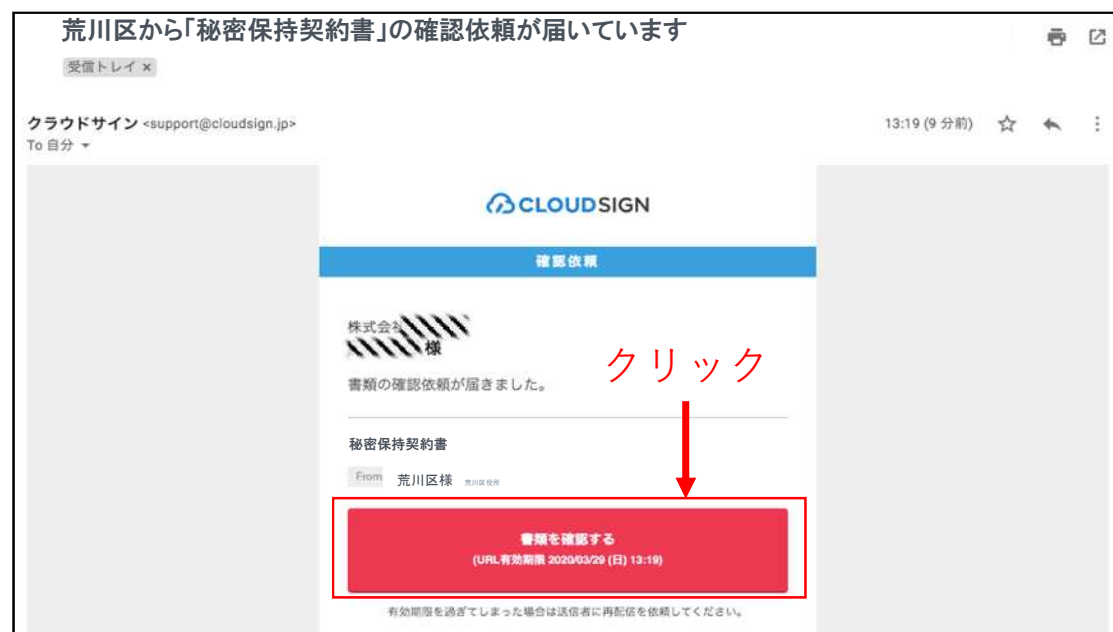 荒川区から「秘密保持契約書」の確認依頼が届いています
受信トレイ ×
クラウドサイン <support@cloudsign.jp>
13:19 (9 分前)
To 自分
CLOUDSIGN
確認依頼
株式会社
様
書類の確認依頼が届きました。
クリック
秘密保持契約書
From 荒川区様 荒川区役所
書類を確認する
(URL有効期限 2020/03/29 (日) 13:19)
有効期限を過ぎてしまった場合は送信者に再配信を依頼してください。